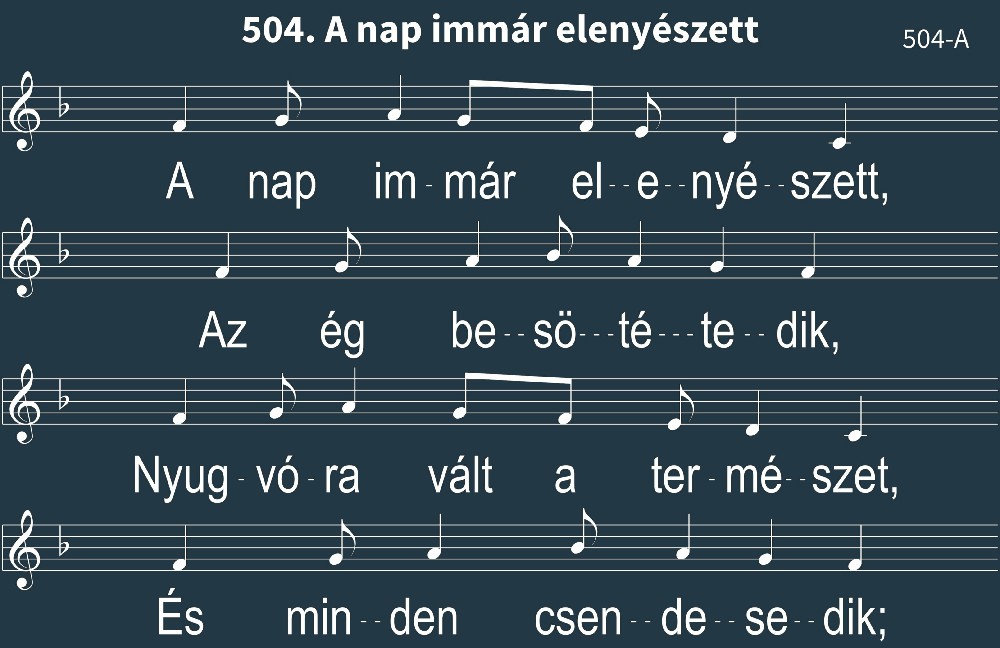 504. A nap immár elenyészett
504-A
A nap im - már el - - e - - nyé - - szett,
Az ég be - - sö - - - té - - - te - - dik,
Nyug - vó - ra vált a ter - mé - - szet,
És min - - den csen - - de - - se - - dik;